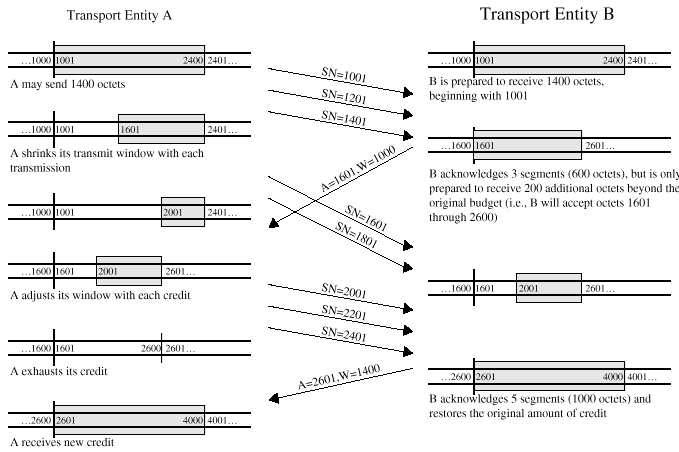 Transport Entity A
Transport Entity B
…1000 1001 2400 2401…
A may send 1400 octets
…1000 1001 1601 2401…
A shrinks its transmit window with each
transmission
…1000 1001 2001 2401…
…1600 1601 2001 2601…
A adjusts its window with each credit
…1600 1601 2600 2601…
A exhausts its credit
…2600 2601 4000 4001…
A receives new credit
SN=1001
SN=1201
SN=1401
A=1601,W=1000
SN=1601
SN=1801
SN=2001
SN=2201
SN=2401
A=2601,W=1400
…1000 1001 2400 2401…
B is prepared to receive 1400 octets,
beginning with 1001
…1600 1601 2601…
B acknowledges 3 segments (600 octets), but is only
prepared to receive 200 additional octets beyond the
original budget (i.e., B will accept octets 1601
through 2600)
…1600 1601 2001 2601…
…2600 2601 4000 4001…
B acknowledges 5 segments (1000 octets) and
restores the original amount of credit